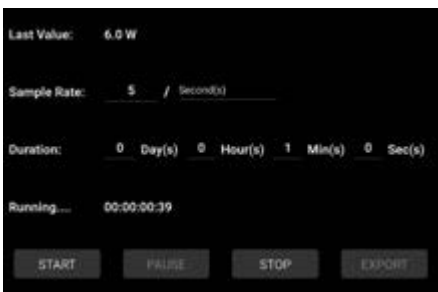 Last Value: 6.0 W
Sample Rate: 5 / Second(s)
Duration: 0 Day(s) 0 Hour(s) 1 Min(s) 0 Sec(s)
Running.... 00:00:00:39
START PAUSE STOP EXPORT